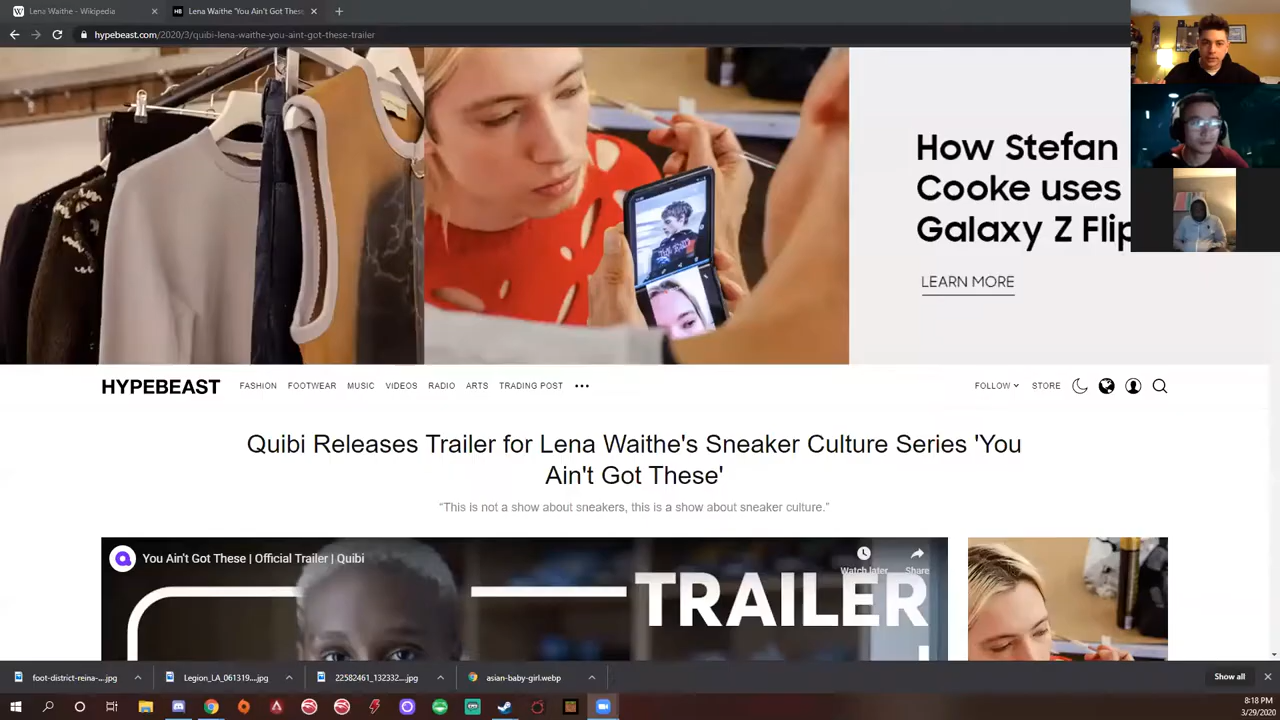 Lena Waithe - Wikipedia
HB Lena Waithe 'You Ain't Got These
hypebeast.com/2020/3/quibi-lena-waithe-you-aint-got-these-trailer
How Stefan
Cooke uses
Galaxy Z Flip
LEARN MORE
HYPEBEAST FASHION FOOTWEAR MUSIC VIDEOS RADIO ARTS TRADING POST ••• FOLLOW STORE
Quibi Releases Trailer for Lena Waithe's Sneaker Culture Series 'You
Ain't Got These'
“This is not a show about sneakers, this is a show about sneaker culture.”
You Ain't Got These | Official Trailer | Quibi
Watch later Share
TRAILER
foot-district-reina-....jpg Legion_LA_061319....jpg 22582461_132332....jpg asian-baby-girl.webp Show all
8:18 PM
3/29/2020